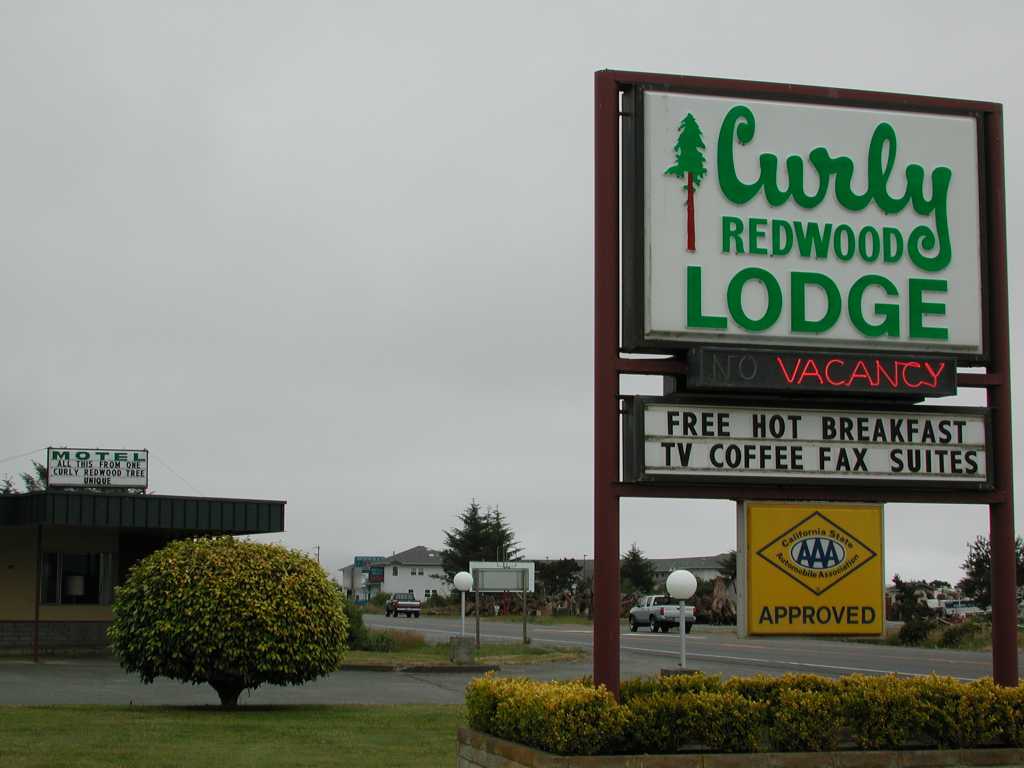 Curly
REDWOOD
LODGE
NO VACANCY
FREE HOT BREAKFAST
TV COFFEE FAX SUITES
California State
AAA
Automobile Association
APPROVED
MOTEL
ALL THIS FROM ONE
CURLY REDWOOD TREE
UNIQUE